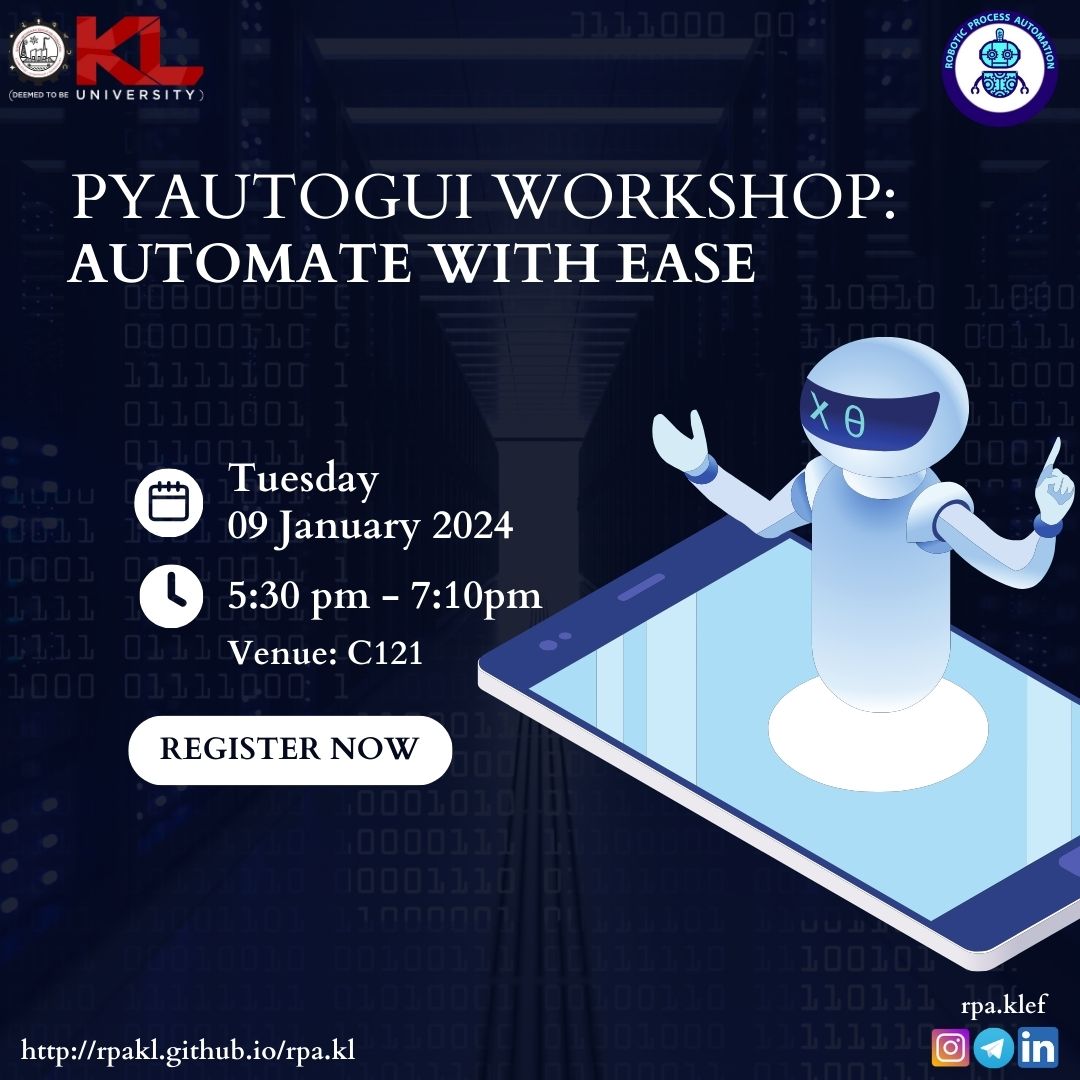 KL
(DEEMED TO BE UNIVERSITY)
ROBOTIC PROCESS AUTOMATION
PYAUTOGUI WORKSHOP:
AUTOMATE WITH EASE
Tuesday
09 January 2024
5:30 pm - 7:10pm
Venue: C121
REGISTER NOW
rpa.klef
http://rpakl.github.io/rpa.kl
in